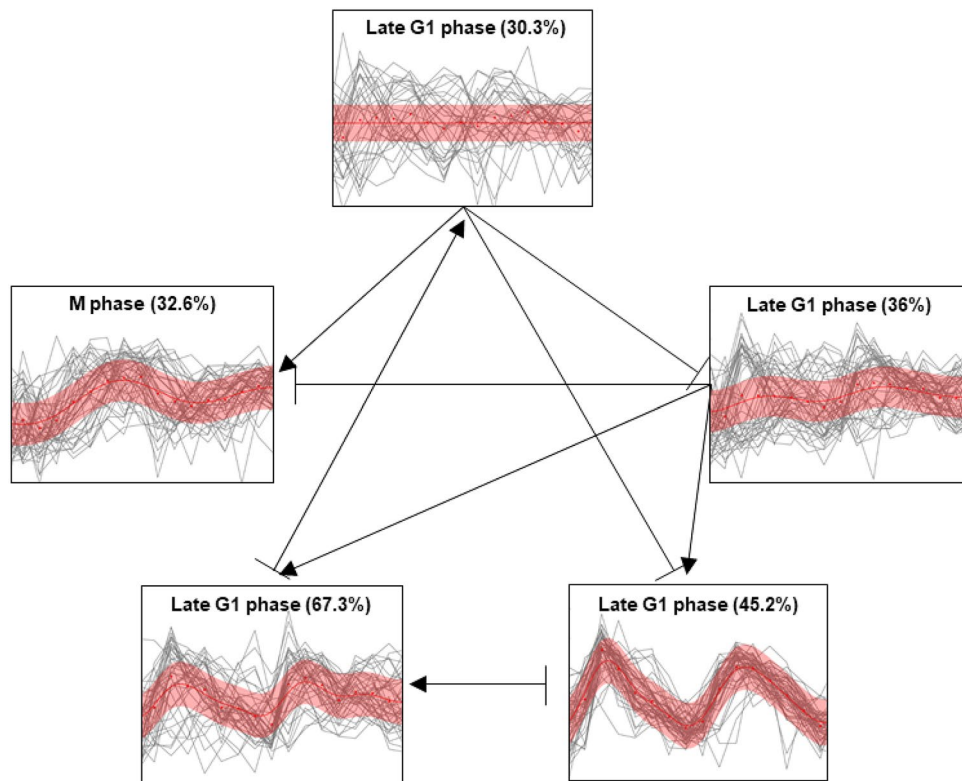 Late G1 phase (30.3%)
M phase (32.6%)
Late G1 phase (36%)
Late G1 phase (67.3%)
Late G1 phase (45.2%)